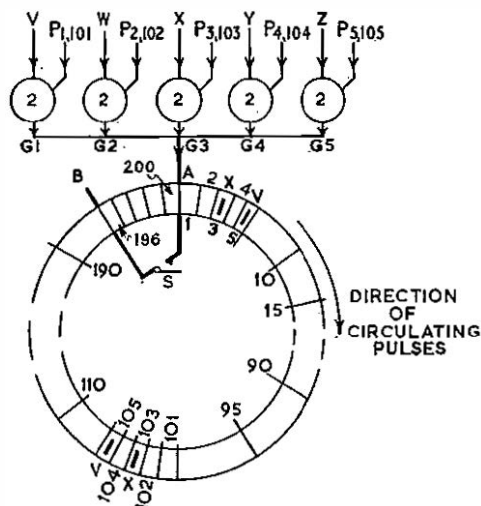 V W X Y Z
P1,101 P2,102 P3,103 P4,104 P5,105
2 2 2 2 2
G1 G2 G3 G4 G5
B 200 A 2 X 4 V
196 1 3 5
S
190 10
15
DIRECTION
OF
CIRCULATING
PULSES
90
110 95
105 103 101
V 104 X 102